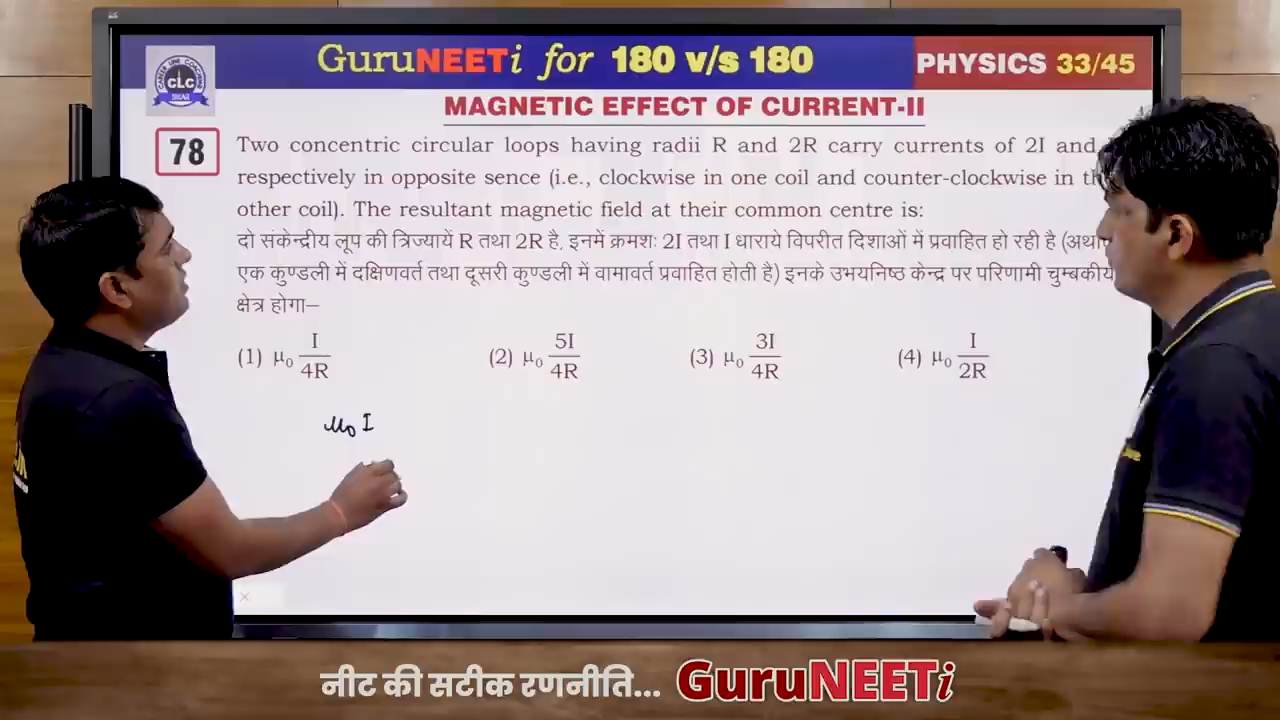 GuruNEETi for 180 v/s 180
PHYSICS 33/45
CLC
SIKAR
MAGNETIC EFFECT OF CURRENT-II
78
Two concentric circular loops having radii R and 2R carry currents of 2I and
respectively in opposite sence (i.e., clockwise in one coil and counter-clockwise in th
other coil). The resultant magnetic field at their common centre is:
दो संकेन्द्रीय लूप की त्रिज्यायें R तथा 2R है, इनमें क्रमशः 2I तथा I धाराये विपरीत दिशाओं में प्रवाहित हो रही है (अथा
एक कुण्डली में दक्षिणवर्त तथा दूसरी कुण्डली में वामावर्त प्रवाहित होती है) इनके उभयनिष्ठ केन्द्र पर परिणामी चुम्बकीय
क्षेत्र होगा–
(1) μ₀ I/4R (2) μ₀ 5I/4R (3) μ₀ 3I/4R (4) μ₀ I/2R
μ₀ I
नीट की सटीक रणनीति... GuruNEETi